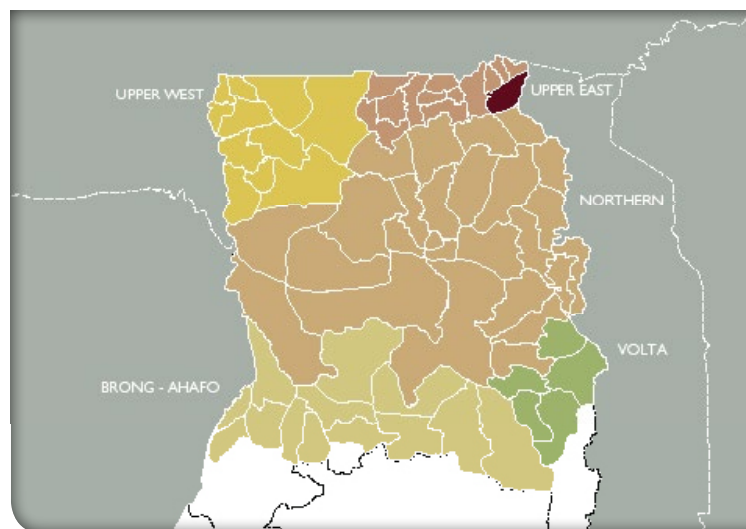 UPPER WEST
UPPER EAST
NORTHERN
VOLTA
BRONG - AHAFO